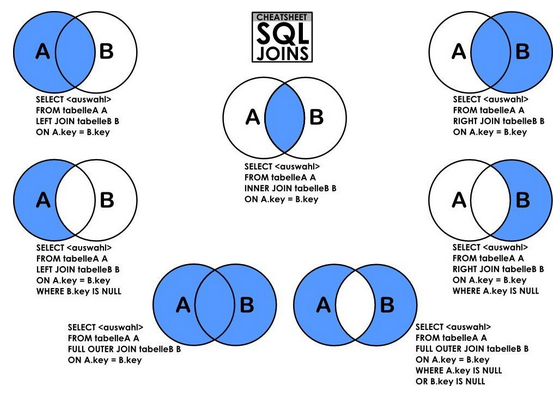 CHEATSHEET
SQL
JOINS
A B
SELECT <auswahl>
FROM tabelleA A
LEFT JOIN tabelleB B
ON A.key = B.key
A B
SELECT <auswahl>
FROM tabelleA A
RIGHT JOIN tabelleB B
ON A.key = B.key
A B
SELECT <auswahl>
FROM tabelleA A
INNER JOIN tabelleB B
ON A.key = B.key
A B
SELECT <auswahl>
FROM tabelleA A
LEFT JOIN tabelleB B
ON A.key = B.key
WHERE B.key IS NULL
A B
SELECT <auswahl>
FROM tabelleA A
RIGHT JOIN tabelleB B
ON A.key = B.key
WHERE A.key IS NULL
A B
SELECT <auswahl>
FROM tabelleA A
FULL OUTER JOIN tabelleB B
ON A.key = B.key
A B
SELECT <auswahl>
FROM tabelleA A
FULL OUTER JOIN tabelleB B
ON A.key = B.key
WHERE A.key IS NULL
OR B.key IS NULL